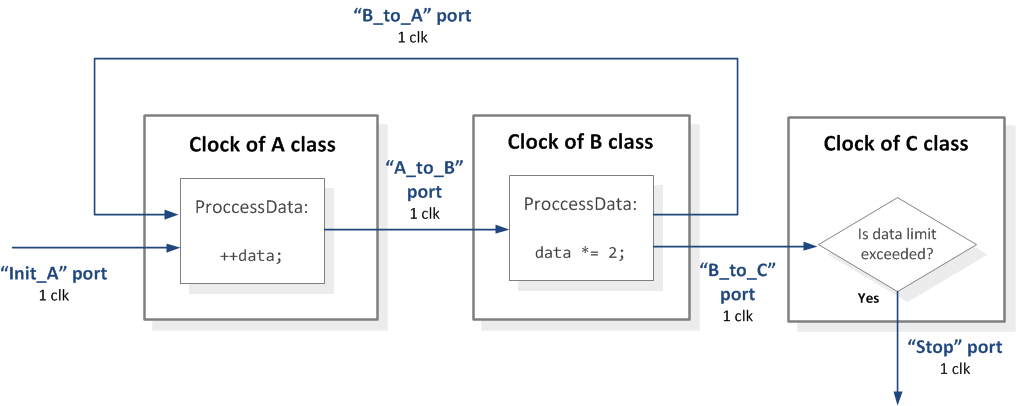 “B_to_A” port
1 clk
Clock of A class
ProccessData:
++data;
“Init_A” port
1 clk
“A_to_B”
port
1 clk
Clock of B class
ProccessData:
data *= 2;
“B_to_C”
port
1 clk
Clock of C class
Is data limit
exceeded?
Yes
“Stop” port
1 clk